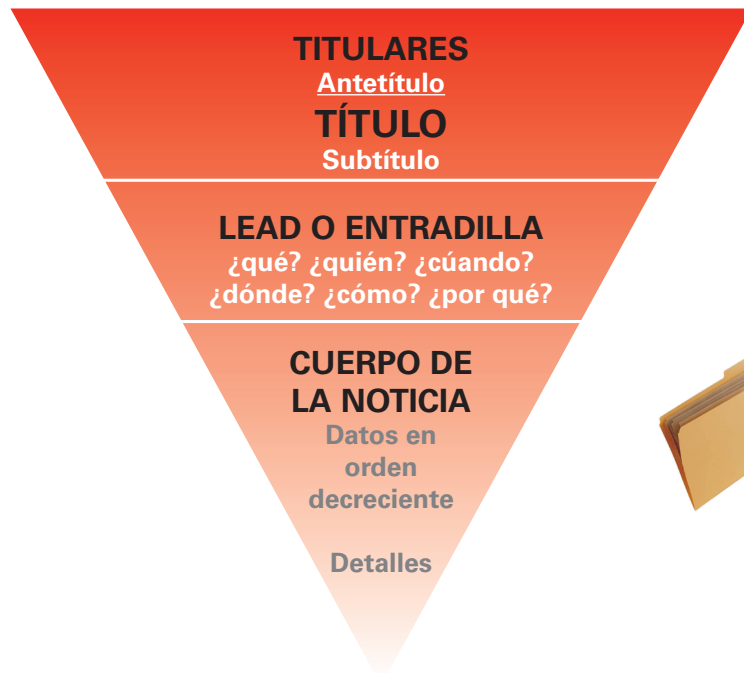 TITULARES
Antetítulo
TÍTULO
Subtítulo
LEAD O ENTRADILLA
¿qué? ¿quién? ¿cúando?
¿dónde? ¿cómo? ¿por qué?
CUERPO DE
LA NOTICIA
Datos en
orden
decreciente
Detalles